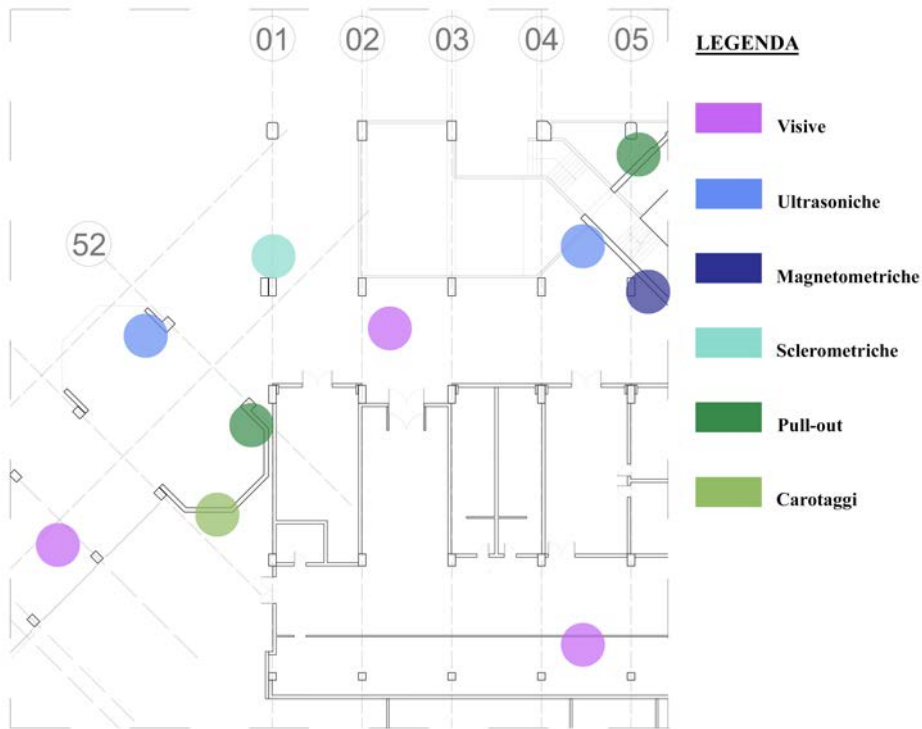 01 02 03 04 05
LEGENDA
Visive
Ultrasoniche
52
Magnetometriche
Sclerometriche
Pull-out
Carotaggi